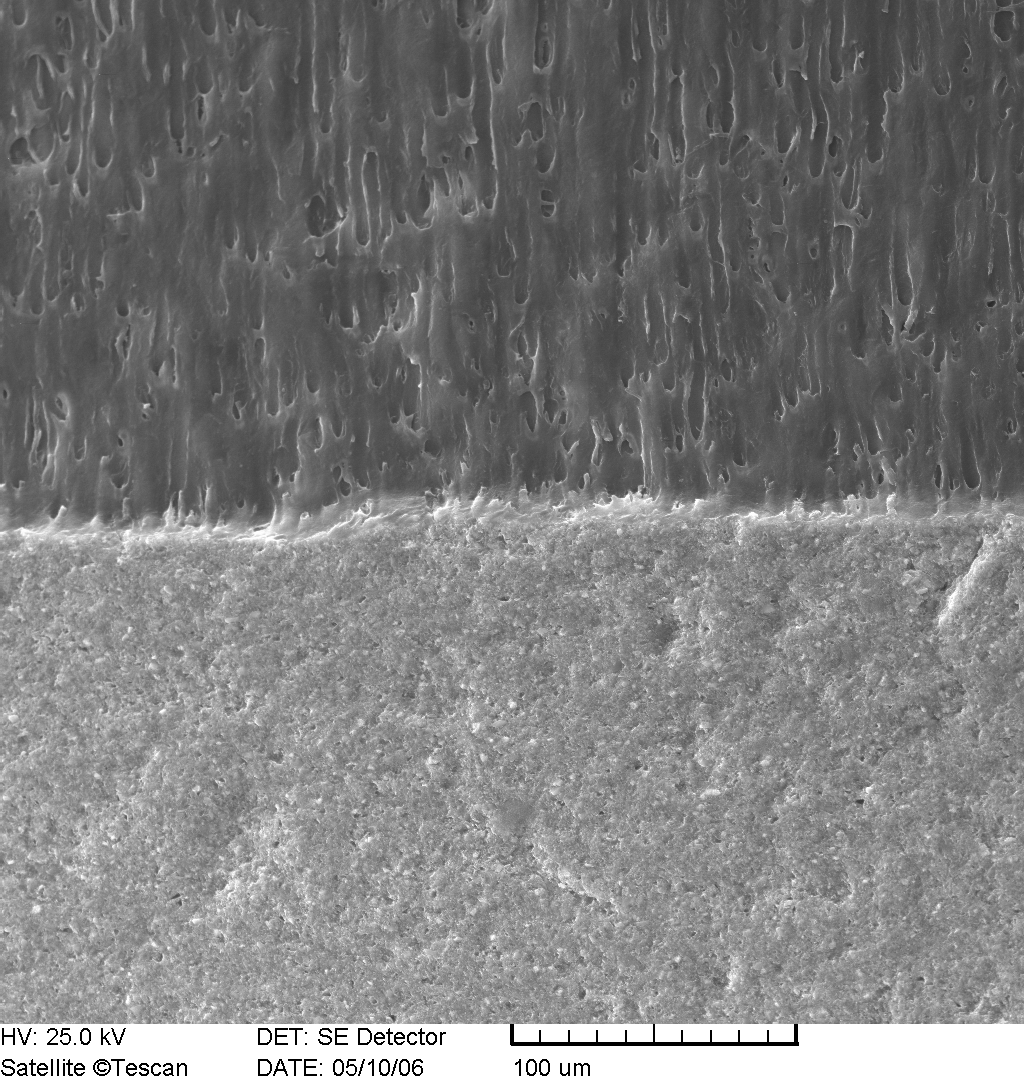 HV: 25.0 kV DET: SE Detector
Satellite ©Tescan DATE: 05/10/06 100 um